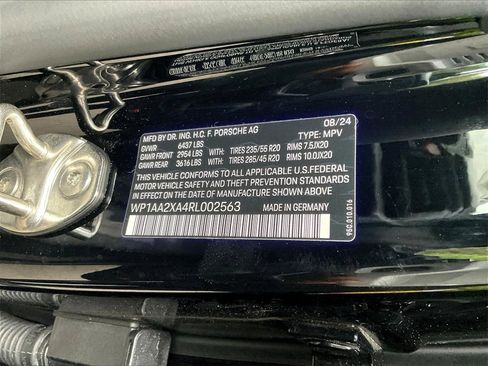 MFD BY DR. ING. H.C. F. PORSCHE AG 08/24
GVWR 6437 LBS TYPE: MPV
GAWR FRONT 2954 LBS WITH TIRES 235/55 R20 RIMS 7.5JX20
GAWR REAR 3616 LBS WITH TIRES 285/45 R20 RIMS 10.0JX20
THIS VEHICLE CONFORMS TO ALL APPLICABLE U.S.FEDERAL
MOTOR VEHICLE SAFETY AND THEFT PREVENTION STANDARDS
IN EFFECT ON THE DATE OF MANUFACTURE SHOWN ABOVE.
WP1AA2XA4RL002563 MADE IN GERMANY
9SG.010.016